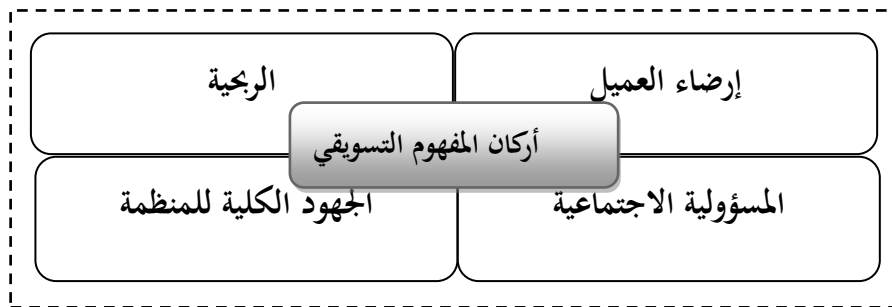 إرضاء العميل
الربحية
أركان المفهوم التسويقي
المسؤولية الاجتماعية
الجهود الكلية للمنظمة